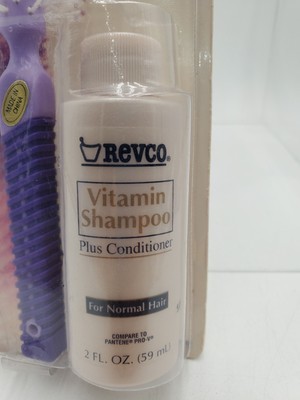 Revco.
Vitamin
Shampoo
Plus Conditioner
For Normal Hair
COMPARE TO
PANTENE® PRO-V®
2 FL. OZ. (59 mL)